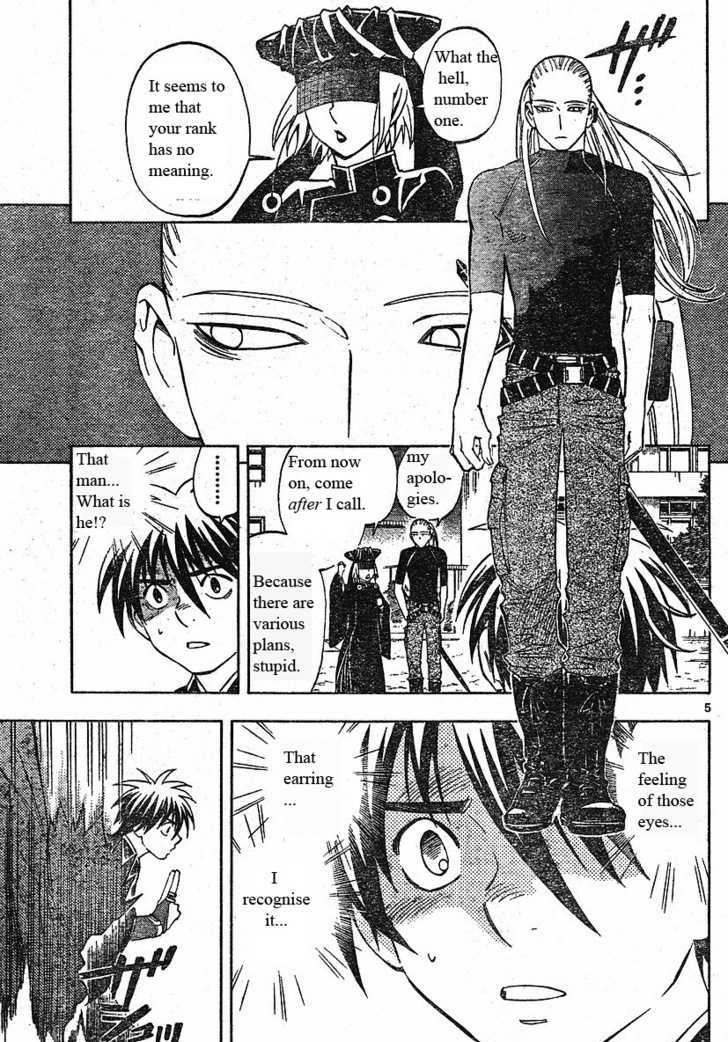 What the
hell,
number
one.
It seems to
me that
your rank
has no
meaning.
my
apolo-
gies.
From now
on, come
after I call.
Because
there are
various
plans,
stupid.
That
man...
What is
he!?
5
The
feeling
of those
eyes...
That
earring
...
I
recognise
it...